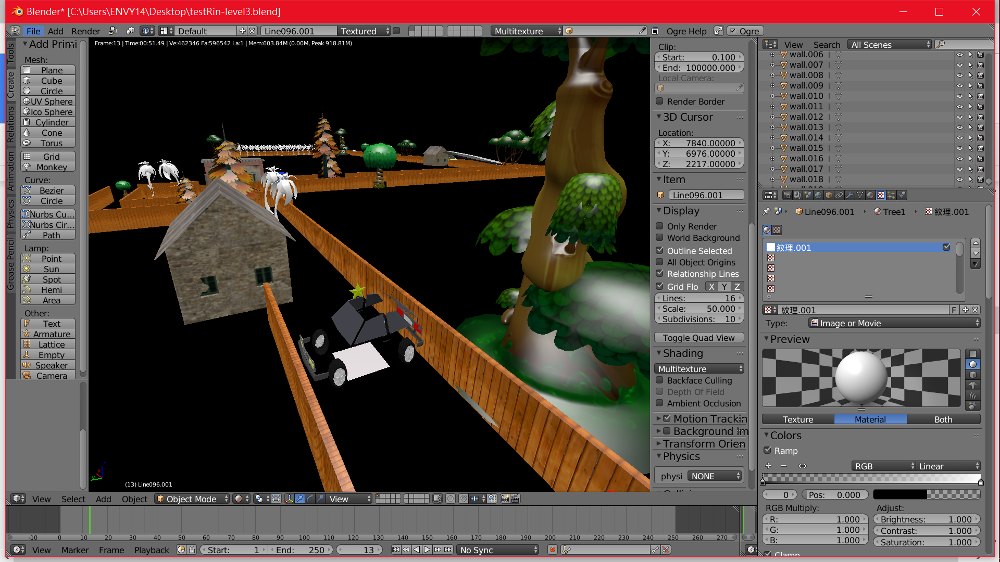 Blender* [C:\Users\ENVY14\Desktop\testRin-level3.blend]
File Add Render Default Line096.001 Textured Multitexture Ogre Help Ogre
Frame:13 | Time:00:51.49 | Ve:462346 Fa:596542 La:1 | Mem:603.84M (0.00M, Peak 918.81M)
Tools
Create
Relations
Animation
Physics
Grease Pencil
Add Primi
Mesh:
Plane
Cube
Circle
UV Sphere
Ico Sphere
Cylinder
Cone
Torus
Grid
Monkey
Curve:
Bezier
Circle
Nurbs Cu...
Nurbs Cir...
Path
Lamp:
Point
Sun
Spot
Hemi
Area
Other:
Text
Armature
Lattice
Empty
Speaker
Camera
(13) Line096.001
Clip:
Start: 0.100
End: 100000.000
Local Camera:
Render Border
3D Cursor
Location:
X: 7840.00000
Y: 6976.00000
Z: 2217.00000
Item
Line096.001
Display
Only Render
World Background
Outline Selected
All Object Origins
Relationship Lines
Grid Flo X Y Z
Lines: 16
Scale: 50.000
Subdivisions: 10
Toggle Quad View
Shading
Multitexture
Backface Culling
Depth Of Field
Ambient Occlusion
Motion Trackin
Background Im
Transform Orien
Physics
physi NONE
View Search All Scenes
wall.006
wall.007
wall.008
wall.009
wall.010
wall.011
wall.012
wall.013
wall.014
wall.015
wall.016
wall.017
wall.018
Line096.001 Tree1 紋理.001
紋理.001
紋理.001 F
Type: Image or Movie
Preview
Texture Material Both
Colors
Ramp
RGB Linear
0 Pos: 0.000
RGB Multiply: Adjust:
R: 1.000 Brightness: 1.000
G: 1.000 Contrast: 1.000
B: 1.000 Saturation: 1.000
Clamp
View Select Add Object Object Mode View
-10 0 10 20 30 40 50 60 70 80 90 100 110 120 130 140 150 160 170 180 190 200 210 220 230 240 250 260 270
View Marker Frame Playback Start: 1 End: 250 13 No Sync